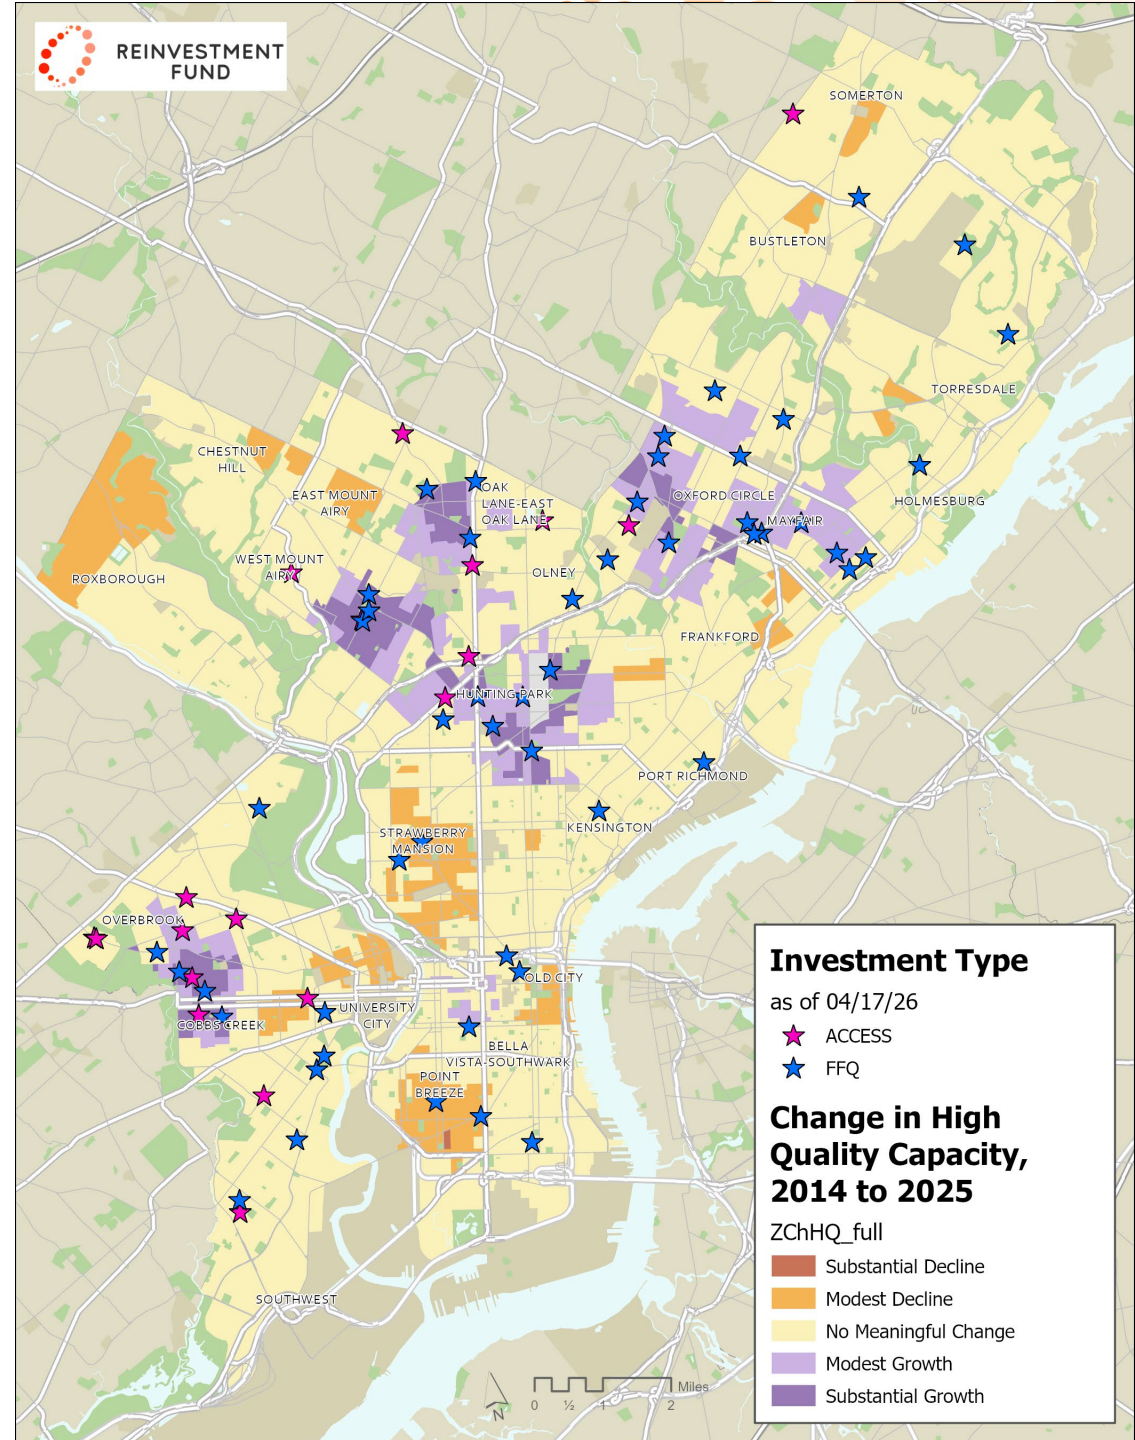 REINVESTMENT
FUND
SOMERTON
BUSTLETON
TORRESDALE
CHESTNUT
HILL
EAST MOUNT
AIRY
OAK
LANE-EAST
OAK LANE
OXFORD CIRCLE
HOLMESBURG
MAYFAIR
WEST MOUNT
AIRY
ROXBOROUGH
OLNEY
FRANKFORD
HUNTING PARK
PORT RICHMOND
KENSINGTON
STRAWBERRY
MANSION
OVERBROOK
OLD CITY
UNIVERSITY
CITY
COBBS CREEK
BELLA
VISTA-SOUTHWARK
POINT
BREEZE
SOUTHWEST
Investment Type
as of 04/17/26
ACCESS
FFQ
Change in High
Quality Capacity,
2014 to 2025
ZChHQ_full
Substantial Decline
Modest Decline
No Meaningful Change
Modest Growth
Substantial Growth
N
Miles
0 ½ 1 2